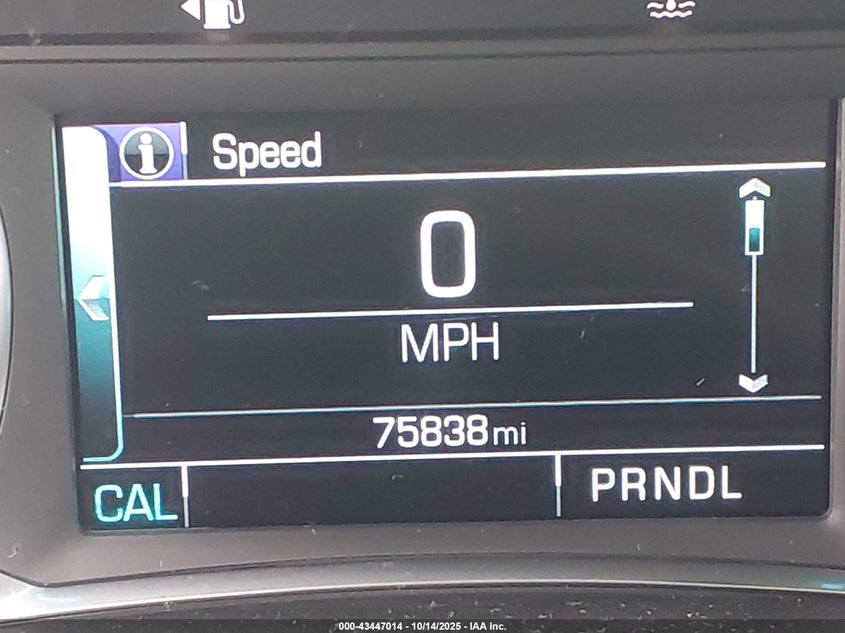 Speed
0
MPH
75838mi
CAL
PRNDL
000-43447014 - 10/14/2025 - IAA Inc.